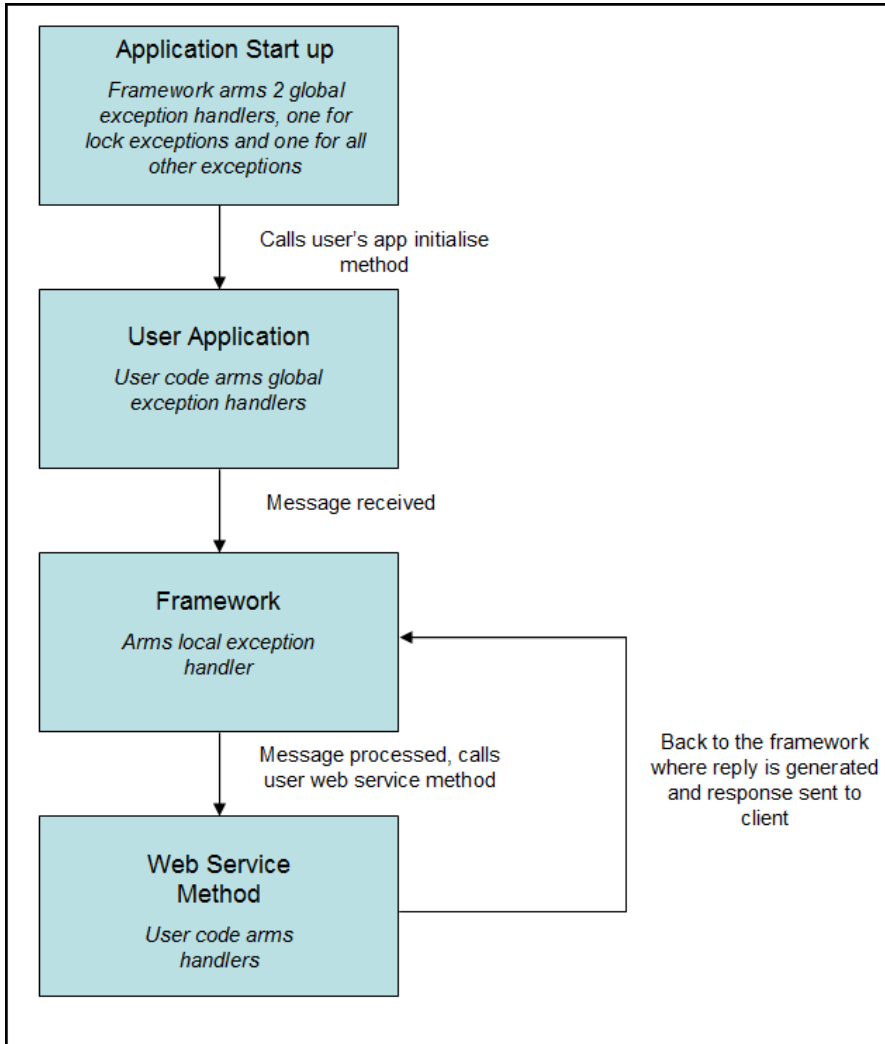 Application Start up
Framework arms 2 global
exception handlers, one for
lock exceptions and one for all
other exceptions
Calls user's app initialise
method
User Application
User code arms global
exception handlers
Message received
Framework
Arms local exception
handler
Message processed, calls
user web service method
Back to the framework
where reply is generated
and response sent to
client
Web Service
Method
User code arms
handlers